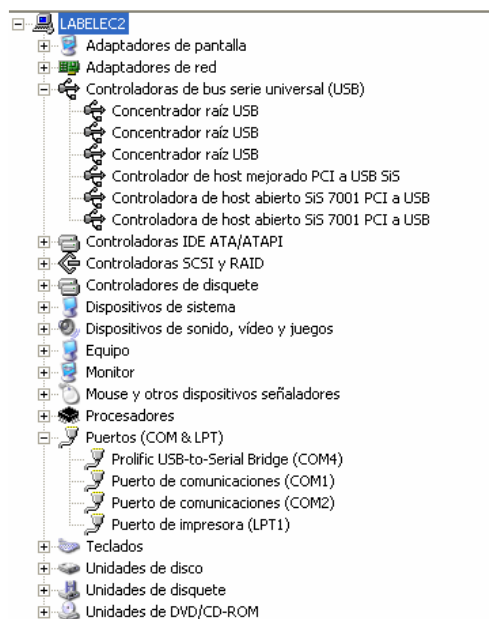 LABELEC2
Adaptadores de pantalla
Adaptadores de red
Controladoras de bus serie universal (USB)
Concentrador raíz USB
Concentrador raíz USB
Concentrador raíz USB
Controlador de host mejorado PCI a USB SiS
Controladora de host abierto SiS 7001 PCI a USB
Controladora de host abierto SiS 7001 PCI a USB
Controladoras IDE ATA/ATAPI
Controladoras SCSI y RAID
Controladores de disquete
Dispositivos de sistema
Dispositivos de sonido, vídeo y juegos
Equipo
Monitor
Mouse y otros dispositivos señaladores
Procesadores
Puertos (COM & LPT)
Prolific USB-to-Serial Bridge (COM4)
Puerto de comunicaciones (COM1)
Puerto de comunicaciones (COM2)
Puerto de impresora (LPT1)
Teclados
Unidades de disco
Unidades de disquete
Unidades de DVD/CD-ROM